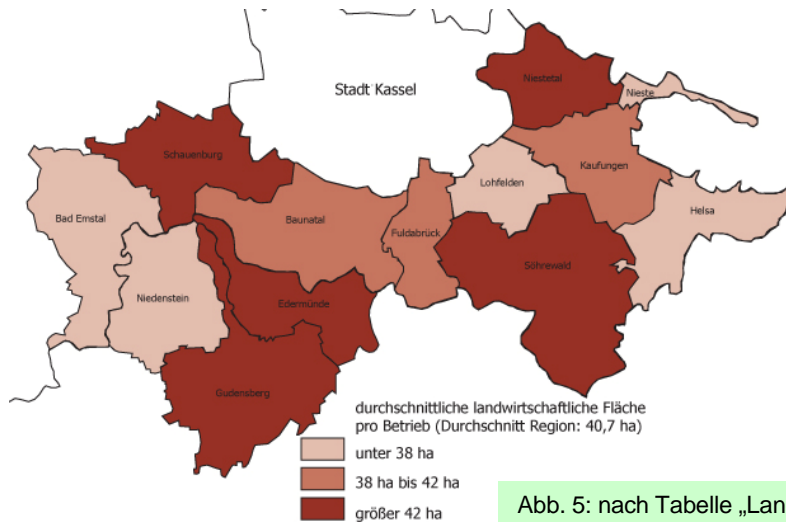 Stadt Kassel
Niestetal
Nieste
Schauenburg
Kaufungen
Lohfelden
Helsa
Bad Emstal
Baunatal
Fuldabrück
Söhrewald
Niedenstein
Edermünde
Gudensberg
durchschnittliche landwirtschaftliche Fläche
pro Betrieb (Durchschnitt Region: 40,7 ha)
unter 38 ha
38 ha bis 42 ha
größer 42 ha
Abb. 5: nach Tabelle „Lan